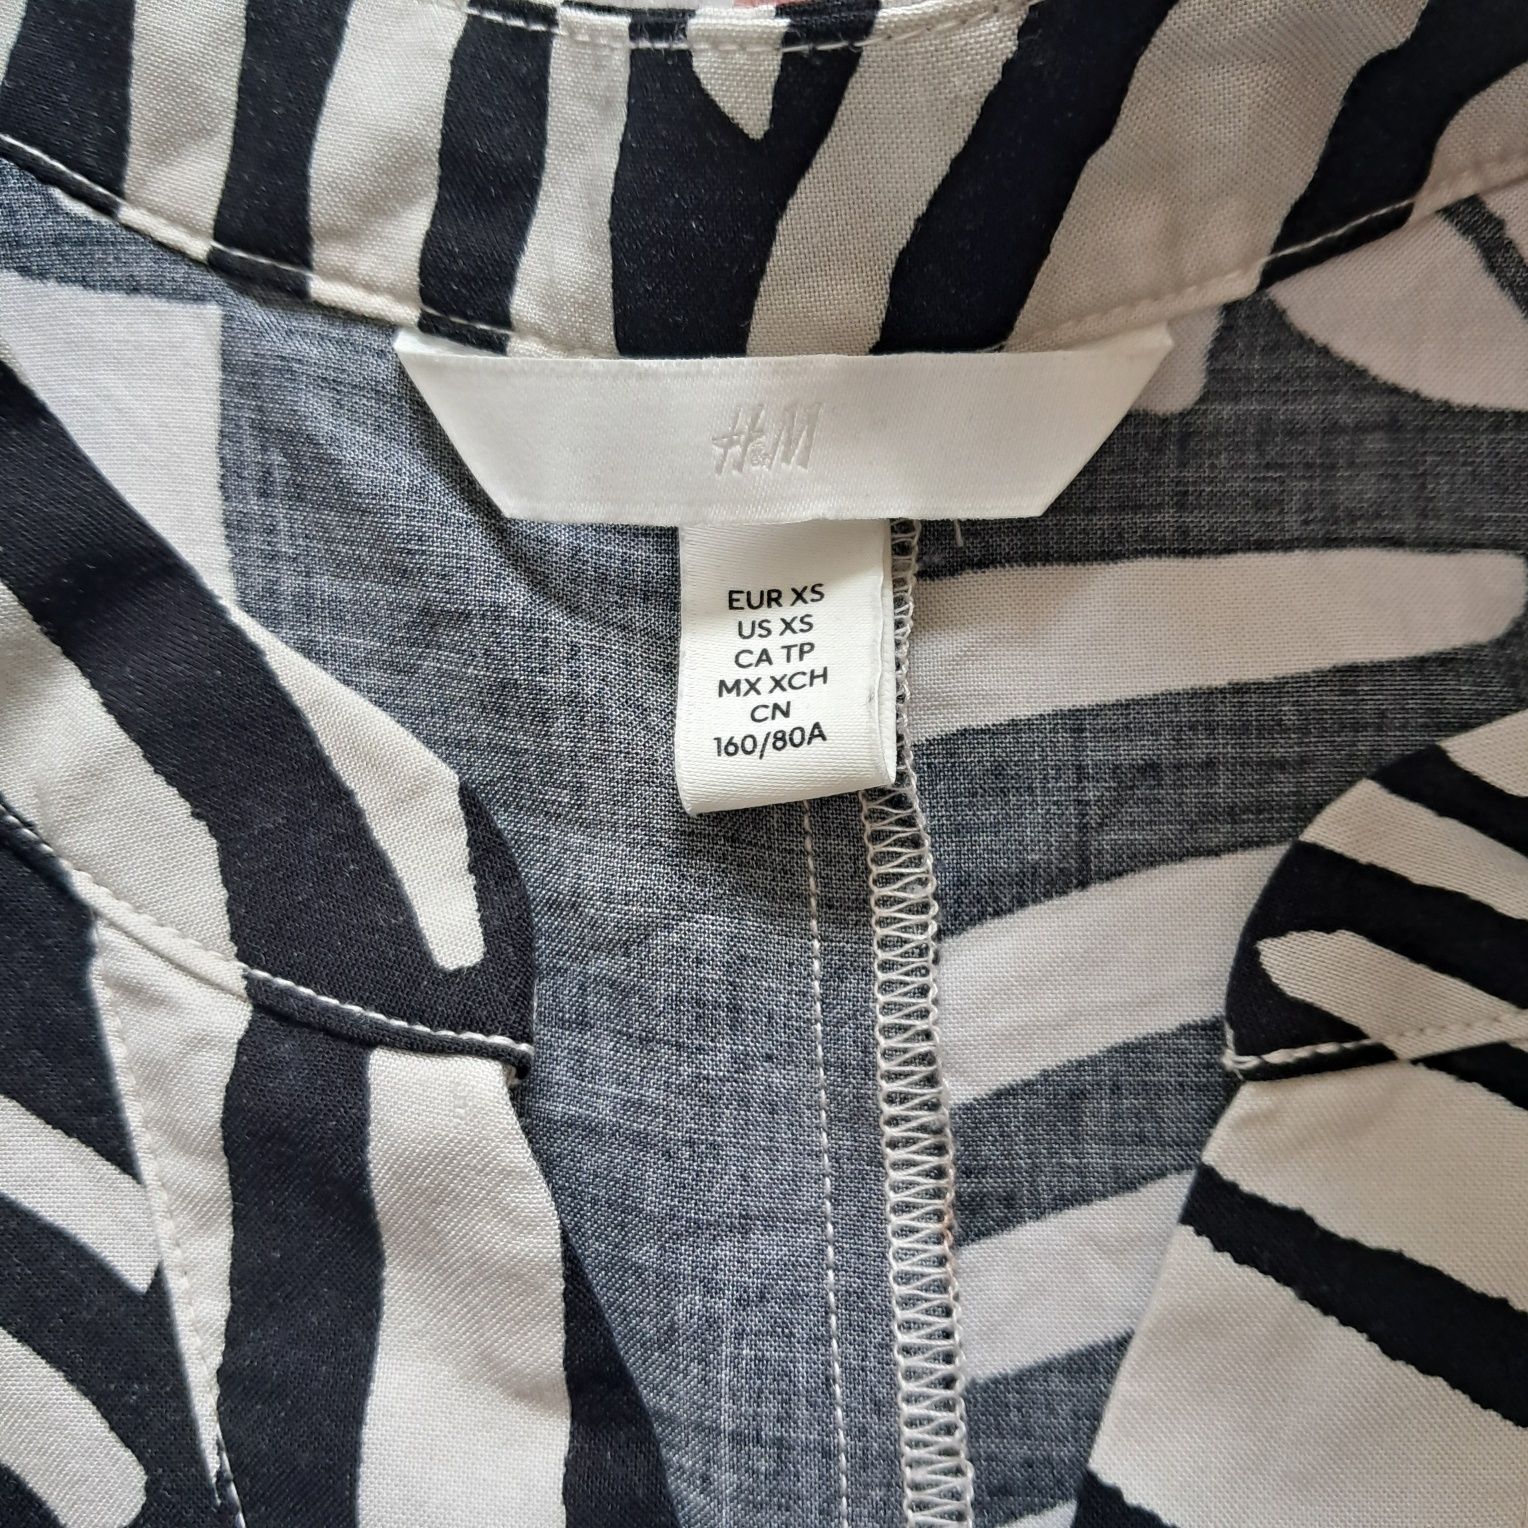 H&M
EUR XS
US XS
CA TP
MX XCH
CN
160/80A